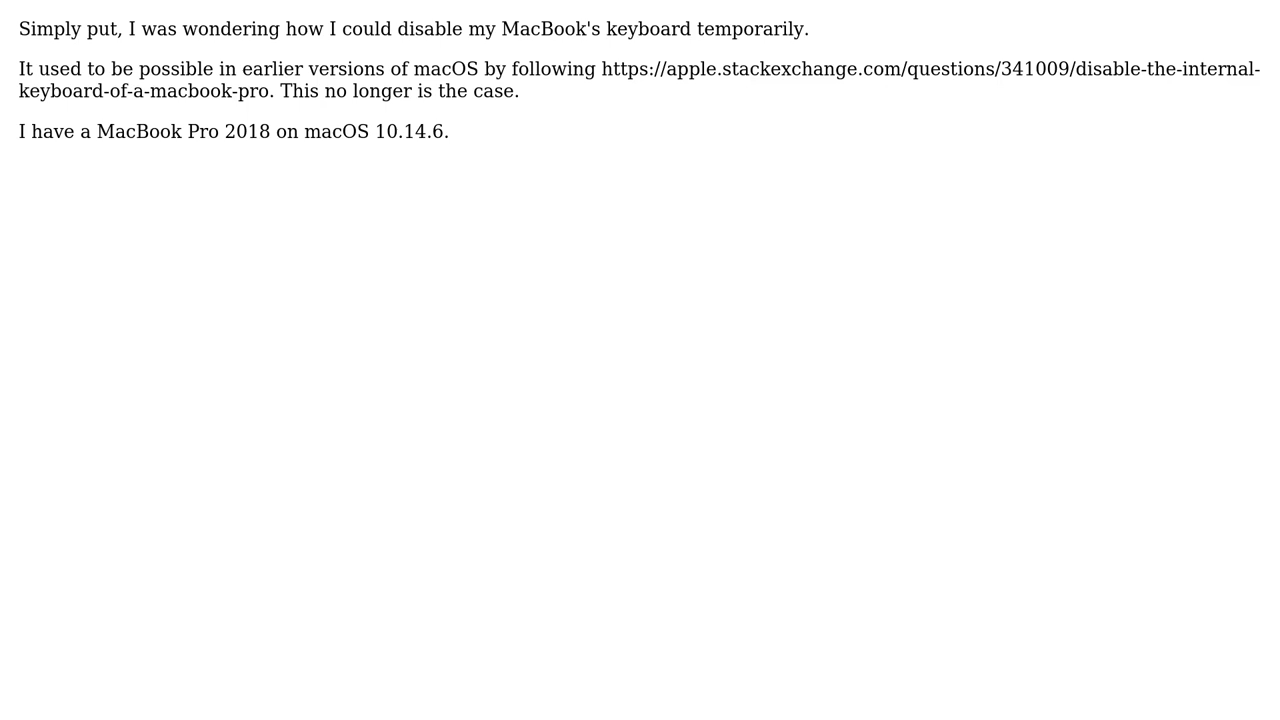 Simply put, I was wondering how I could disable my MacBook's keyboard temporarily.
It used to be possible in earlier versions of macOS by following https://apple.stackexchange.com/questions/341009/disable-the-internal-
keyboard-of-a-macbook-pro. This no longer is the case.
I have a MacBook Pro 2018 on macOS 10.14.6.